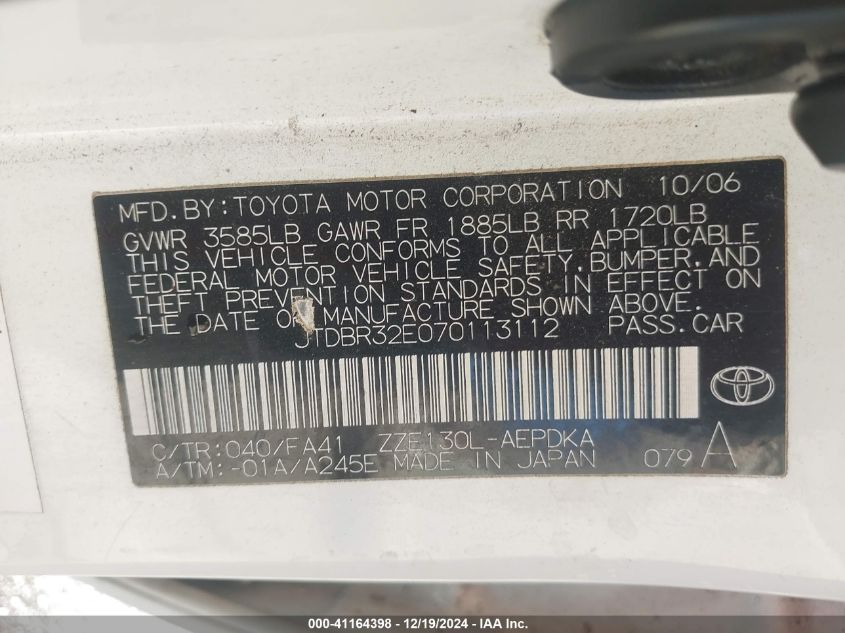 MFD. BY: TOYOTA MOTOR CORPORATION 10/06
GVWR 3585LB GAWR FR 1885LB RR 1720LB
THIS VEHICLE CONFORMS TO ALL APPLICABLE
FEDERAL MOTOR VEHICLE SAFETY, BUMPER, AND
THEFT PREVENTION STANDARDS IN EFFECT ON
THE DATE OF MANUFACTURE SHOWN ABOVE.
JTDBR32E070113112 PASS. CAR
C/TR: 040/FA41 ZZE130L-AEPDKA
A/TM: -01A/A245E MADE IN JAPAN 079 A
000-41164398 - 12/19/2024 - IAA Inc.